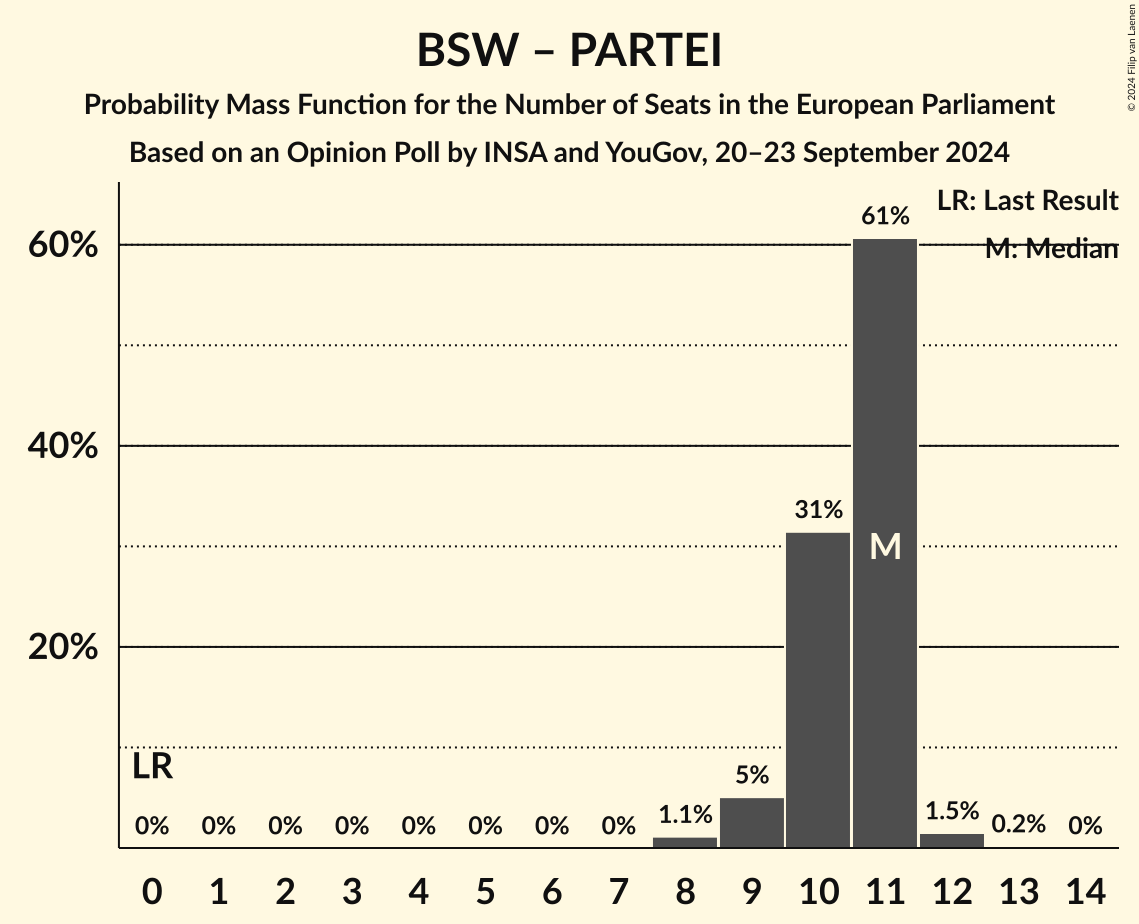 BSW – PARTEI
Probability Mass Function for the Number of Seats in the European Parliament
Based on an Opinion Poll by INSA and YouGov, 20–23 September 2024
© 2024 Filip van Laenen
LR: Last Result
M: Median
60%
40%
20%
LR
0% 0% 0% 0% 0% 0% 0% 0% 1.1% 5% 31% 61% 1.5% 0.2% 0%
M
0 1 2 3 4 5 6 7 8 9 10 11 12 13 14